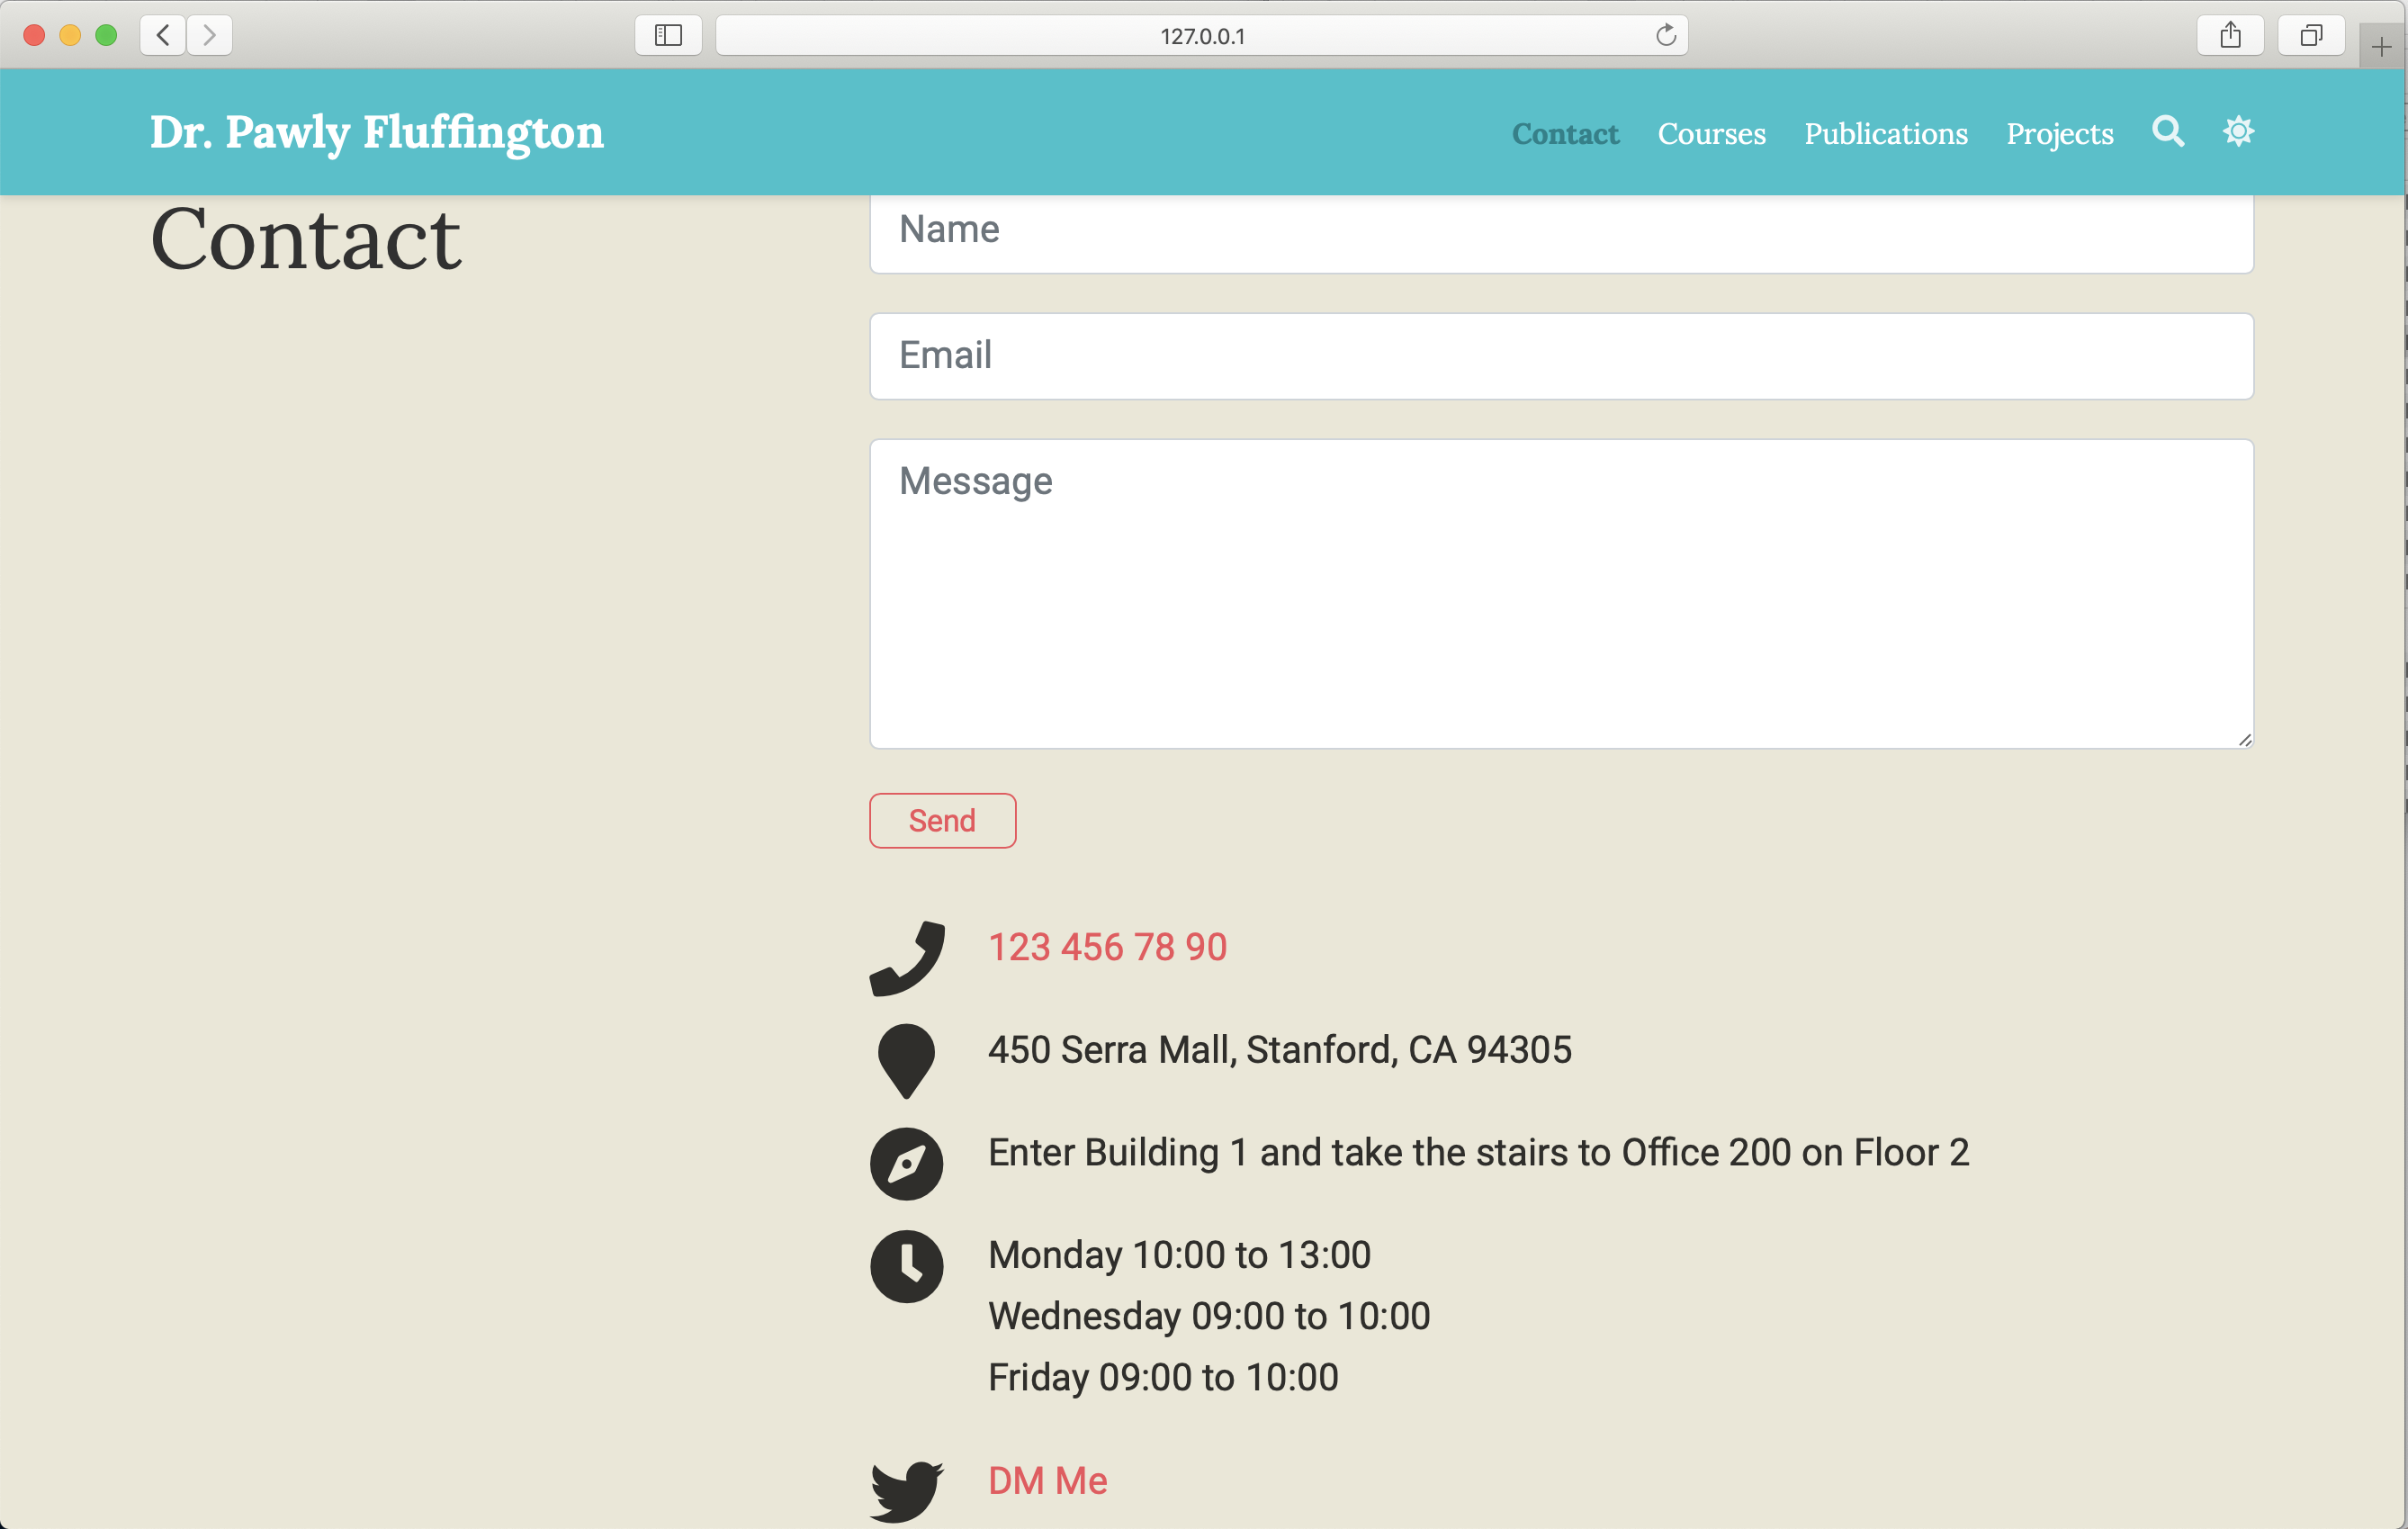 127.0.0.1
Dr. Pawly Fluffington
Contact Courses Publications Projects
Contact
Name
Email
Message
Send
123 456 78 90
450 Serra Mall, Stanford, CA 94305
Enter Building 1 and take the stairs to Office 200 on Floor 2
Monday 10:00 to 13:00
Wednesday 09:00 to 10:00
Friday 09:00 to 10:00
DM Me